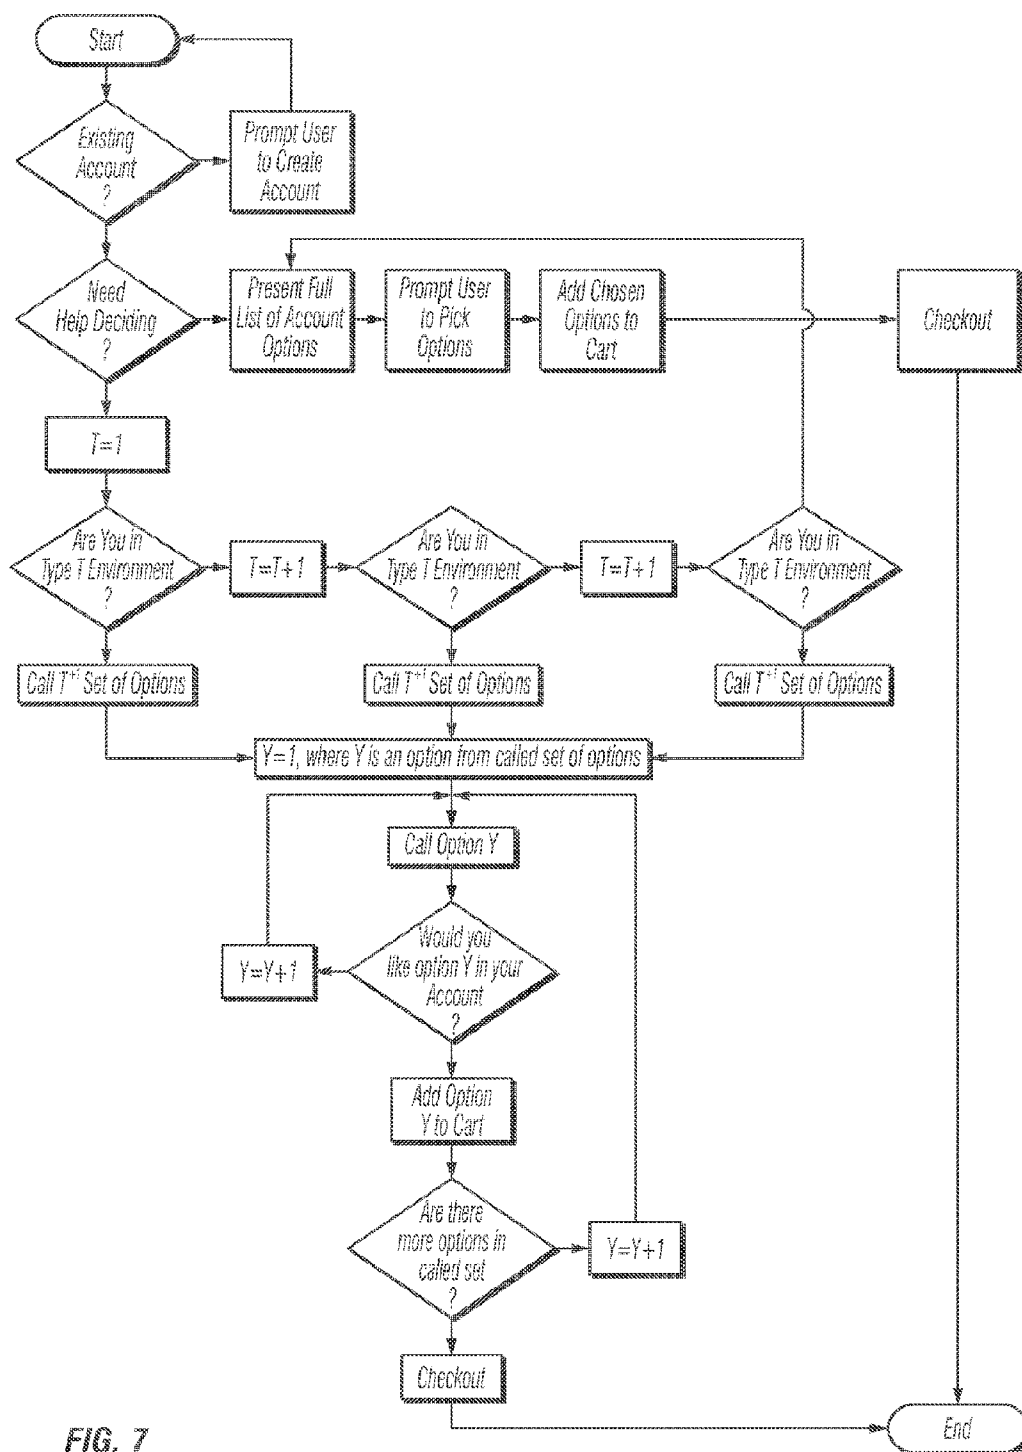 Start
Existing
Account
?
Prompt User
to Create
Account
Need
Help Deciding
?
Present Full
List of Account
Options
Prompt User
to Pick
Options
Add Chosen
Options to
Cart
Checkout
T=1
Are You in
Type T Environment
?
T=T+1
Are You in
Type T Environment
?
T=T+1
Are You in
Type T Environment
?
Call T⁺ⁱ Set of Options
Call T⁺ⁱ Set of Options
Call T⁺ⁱ Set of Options
Y=1, where Y is an option from called set of options
Call Option Y
Would you
like option Y in your
Account
?
Y=Y+1
Add Option
Y to Cart
Are there
more options in
called set
?
Y=Y+1
Checkout
End
FIG. 7